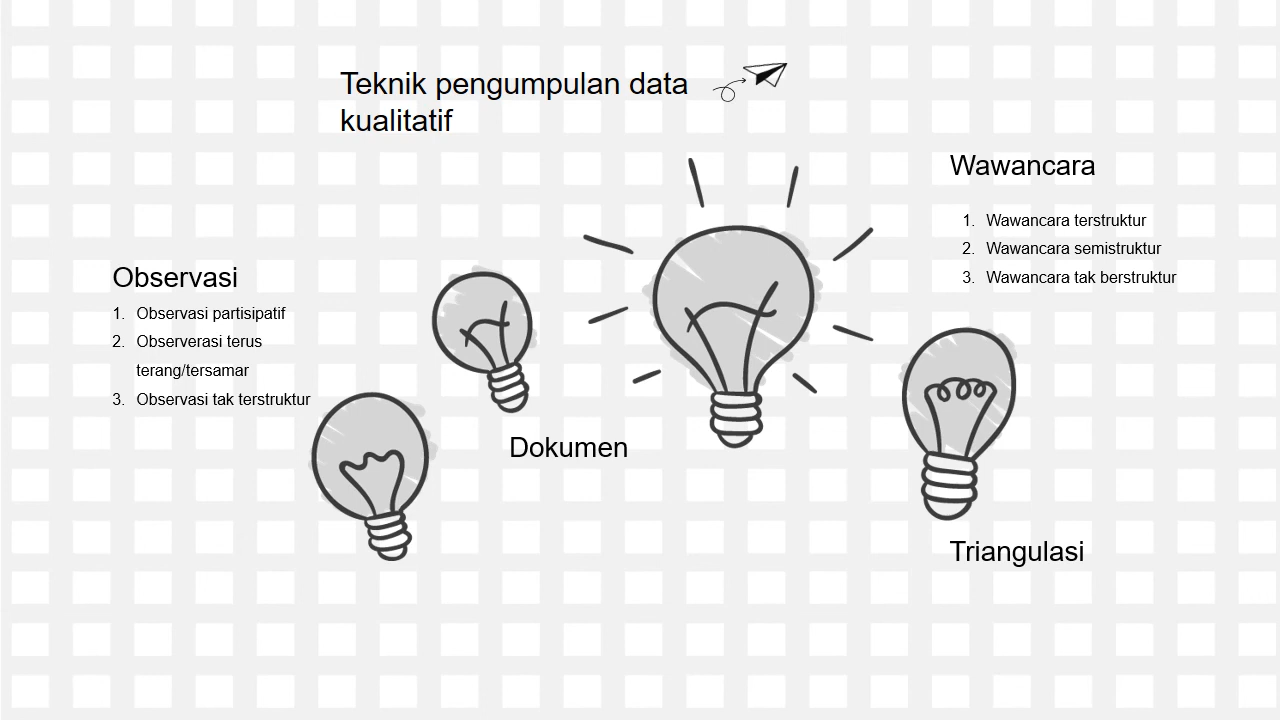 Teknik pengumpulan data
kualitatif
Observasi
1. Observasi partisipatif
2. Observerasi terus
terang/tersamar
3. Observasi tak terstruktur
Dokumen
Wawancara
1. Wawancara terstruktur
2. Wawancara semistruktur
3. Wawancara tak berstruktur
Triangulasi